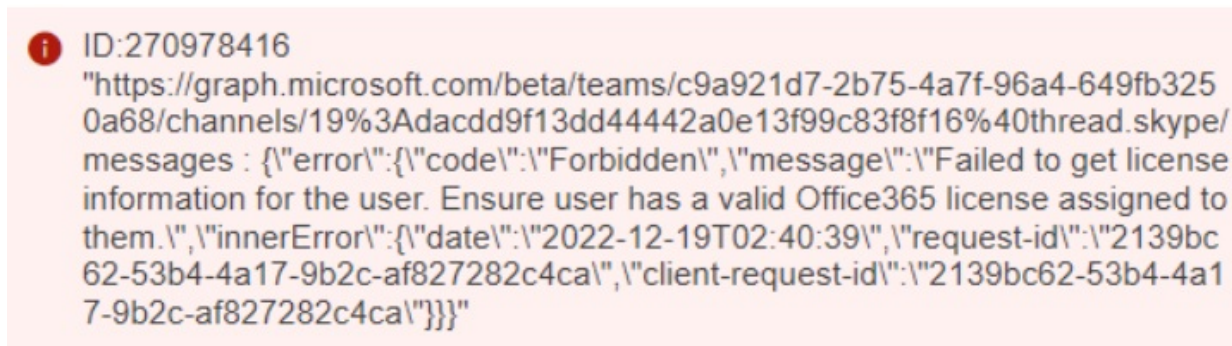 ID:270978416
"https://graph.microsoft.com/beta/teams/c9a921d7-2b75-4a7f-96a4-649fb325
0a68/channels/19%3Adacdd9f13dd44442a0e13f99c83f8f16%40thread.skype/
messages : {\"error\":{\"code\":\"Forbidden\",\"message\":\"Failed to get license
information for the user. Ensure user has a valid Office365 license assigned to
them.\",\"innerError\":{\"date\":\"2022-12-19T02:40:39\",\"request-id\":\"2139bc
62-53b4-4a17-9b2c-af827282c4ca\",\"client-request-id\":\"2139bc62-53b4-4a1
7-9b2c-af827282c4ca\"}}}"